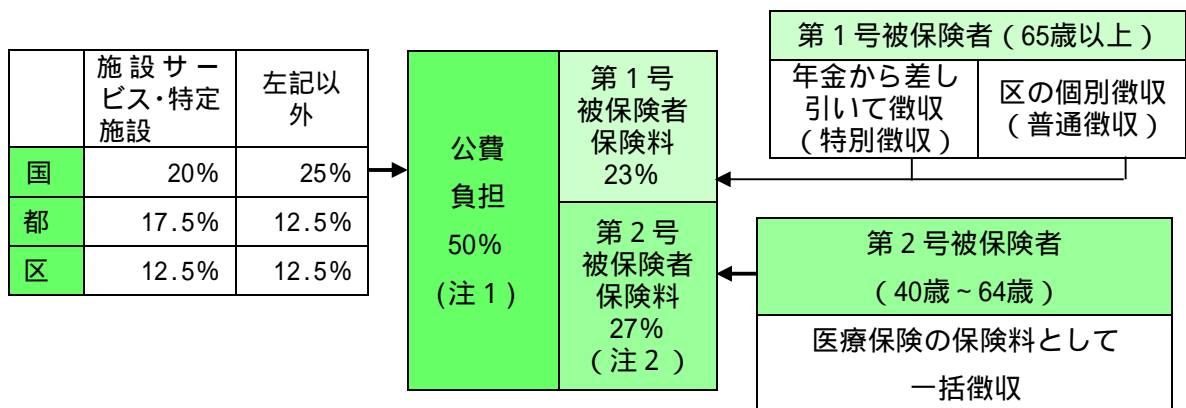 施設サー
ビス・特定
施設
左記以
外
国 20% 25%
都 17.5% 12.5%
区 12.5% 12.5%
公費
負担
50%
(注1)
第1号
被保険者
保険料
23%
第2号
被保険者
保険料
27%
(注2)
第1号被保険者(65歳以上)
年金から差し
引いて徴収
(特別徴収)
区の個別徴収
(普通徴収)
第2号被保険者
(40歳~64歳)
医療保険の保険料として
一括徴収